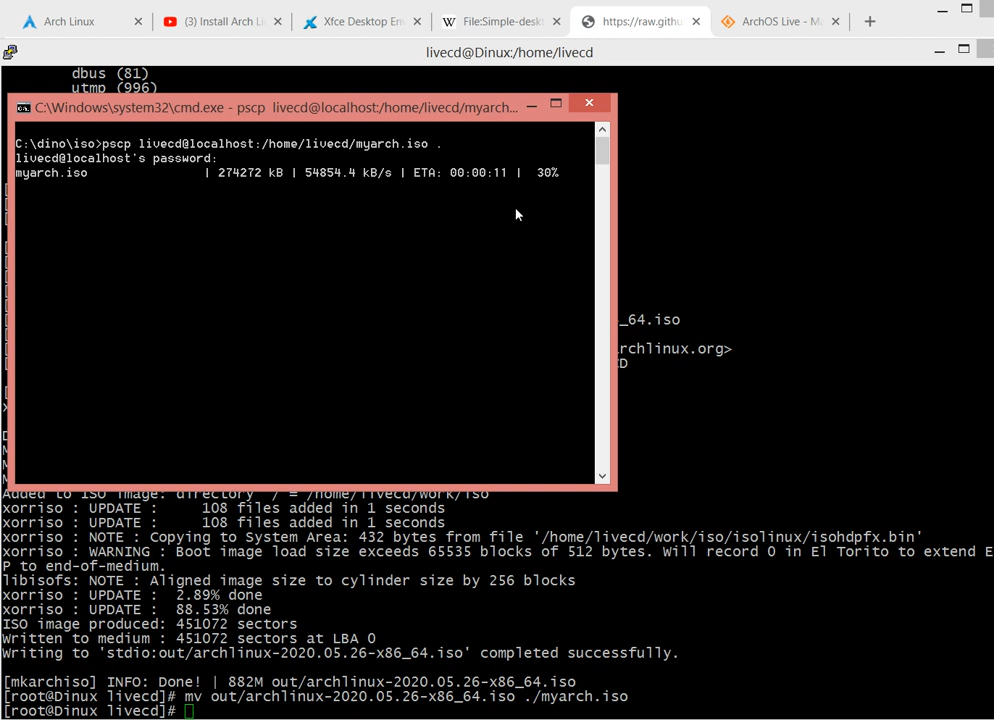 Arch Linux
(3) Install Arch Li
Xfce Desktop En
File:Simple-deskt
https://raw.githu
ArchOS Live - M
livecd@Dinux:/home/livecd
dbus (81)
utmp (996)
C:\Windows\system32\cmd.exe - pscp livecd@localhost:/home/livecd/myarch...
C:\dino\iso>pscp livecd@localhost:/home/livecd/myarch.iso .
livecd@localhost's password:
myarch.iso | 274272 kB | 54854.4 kB/s | ETA: 00:00:11 | 30%
_64.iso
rchlinux.org>
D
Added to ISO image: directory '/'='/home/livecd/work/iso'
xorriso : UPDATE : 108 files added in 1 seconds
xorriso : UPDATE : 108 files added in 1 seconds
xorriso : NOTE : Copying to System Area: 432 bytes from file '/home/livecd/work/iso/isolinux/isohdpfx.bin'
xorriso : WARNING : Boot image load size exceeds 65535 blocks of 512 bytes. Will record 0 in El Torito to extend E
P to end-of-medium.
libisofs: NOTE : Aligned image size to cylinder size by 256 blocks
xorriso : UPDATE : 2.89% done
xorriso : UPDATE : 88.53% done
ISO image produced: 451072 sectors
Written to medium : 451072 sectors at LBA 0
Writing to 'stdio:out/archlinux-2020.05.26-x86_64.iso' completed successfully.
[mkarchiso] INFO: Done! | 882M out/archlinux-2020.05.26-x86_64.iso
[root@Dinux livecd]# mv out/archlinux-2020.05.26-x86_64.iso ./myarch.iso
[root@Dinux livecd]#